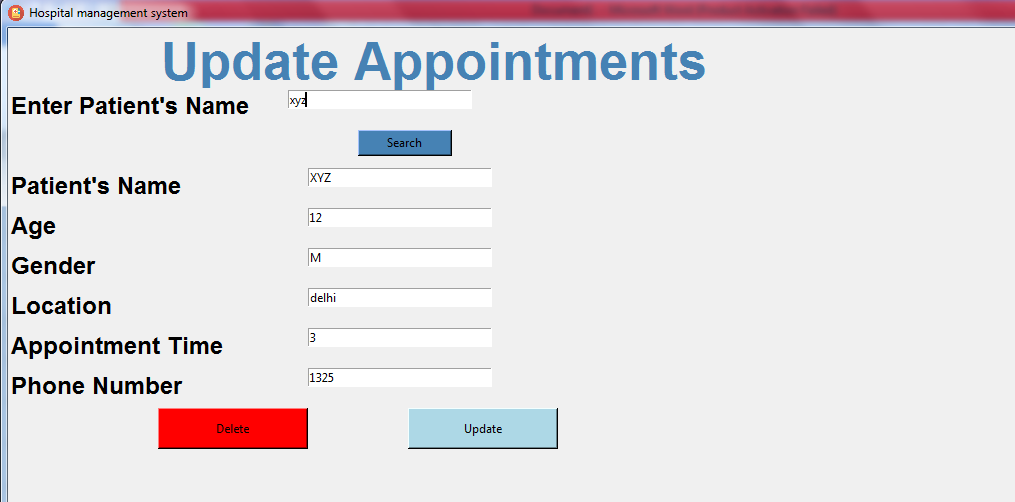 Hospital management system
Update Appointments
Enter Patient's Name xyz
Search
Patient's Name XYZ
Age 12
Gender M
Location delhi
Appointment Time 3
Phone Number 1325
Delete Update